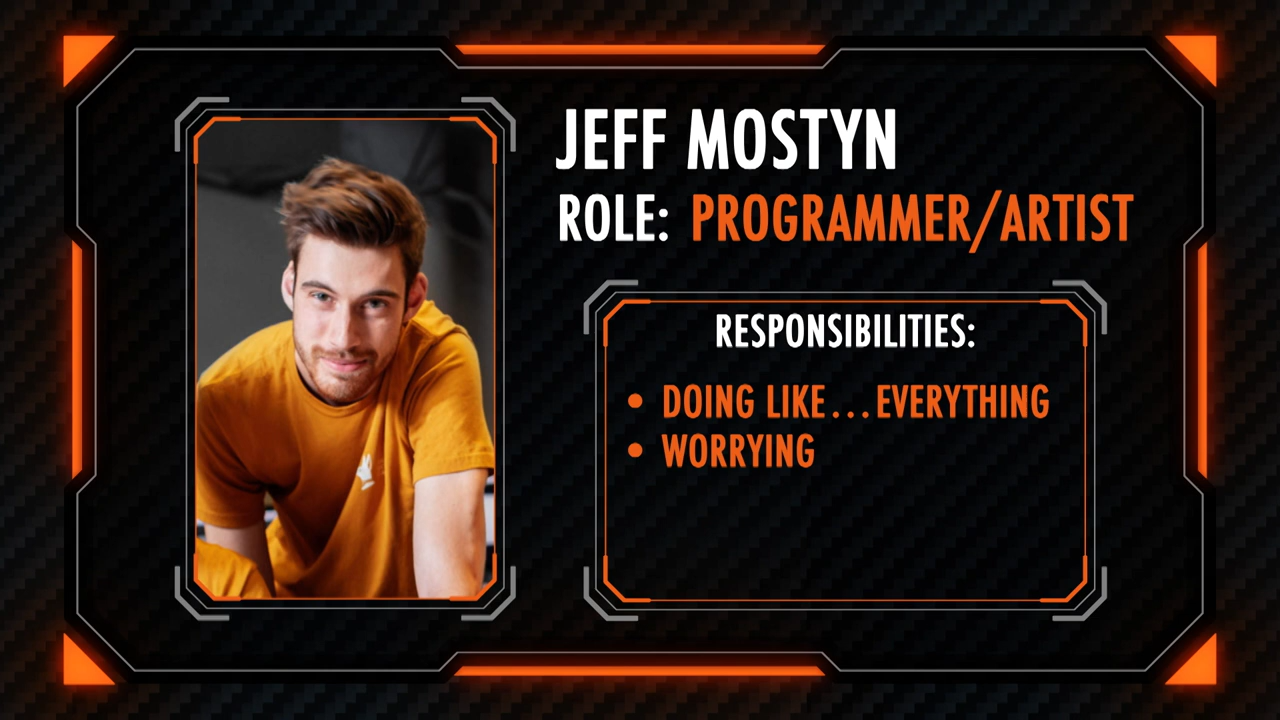 JEFF MOSTYN
ROLE: PROGRAMMER/ARTIST
RESPONSIBILITIES:
• DOING LIKE...EVERYTHING
• WORRYING